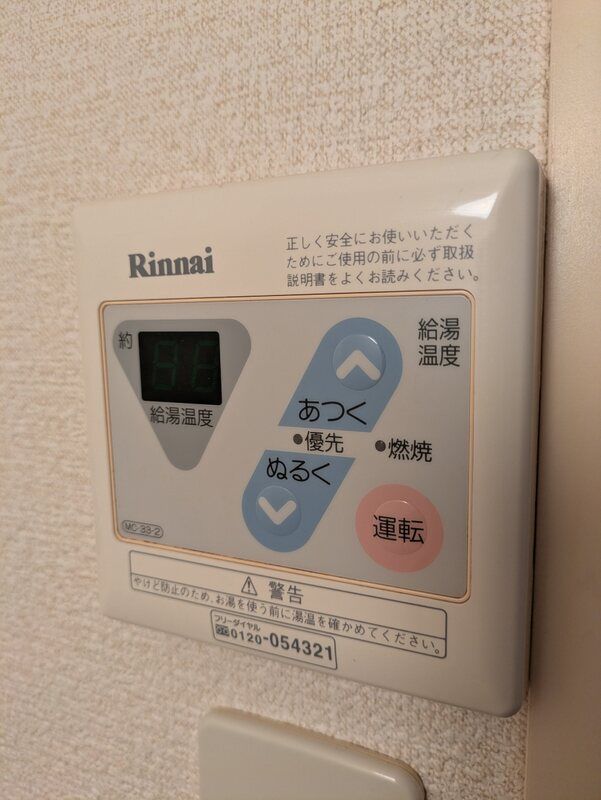 Rinnai
正しく安全にお使いいただく
ためにご使用の前に必ず取扱
説明書をよくお読みください。
約
給湯温度
給湯
温度
あつく
優先
燃焼
ぬるく
運転
MC-33-2
⚠ 警告
やけど防止のため、お湯を使う前に湯温を確かめてください。
フリーダイヤル
0120-054321